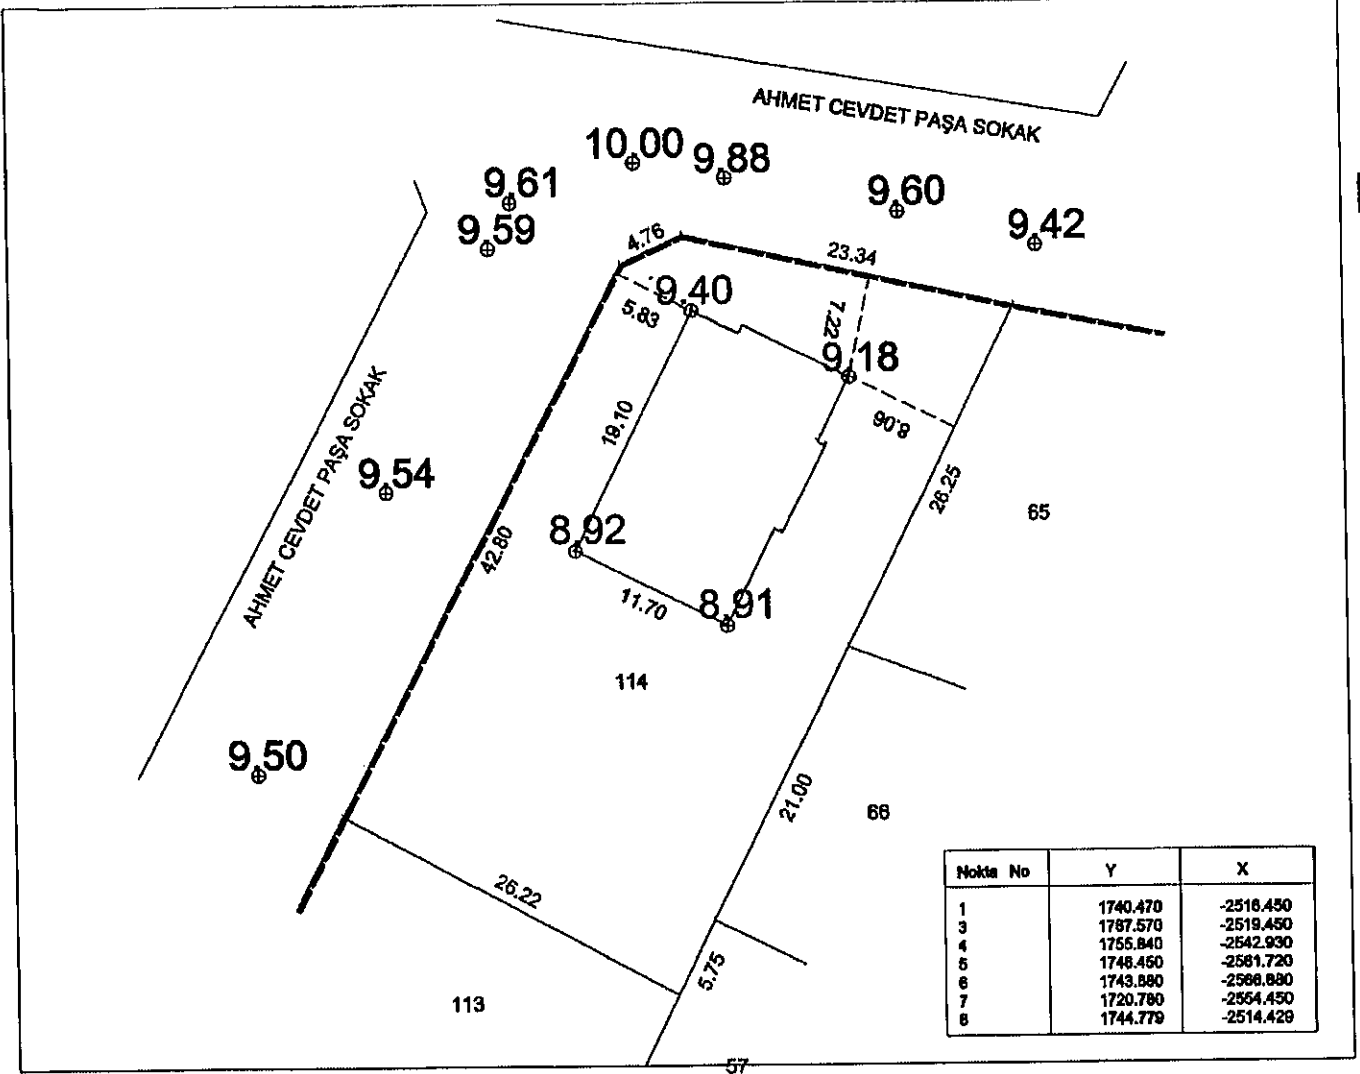 AHMET CEVDET PAŞA SOKAK
10.00
9.88
9.61
9.60
9.59
9.42
4.76
23.34
9.40
5.83
7.22
9.18
8.06
19.10
AHMET CEVDET PAŞA SOKAK
9.54
26.25
65
8.92
42.80
11.70
8.91
114
9.50
21.00
66
25.22
5.75
113
57
Nokta No Y X
1 1740.470 -2516.450
3 1767.570 -2519.450
4 1755.840 -2542.930
5 1746.450 -2561.720
6 1743.880 -2566.880
7 1720.780 -2554.450
8 1744.779 -2514.429